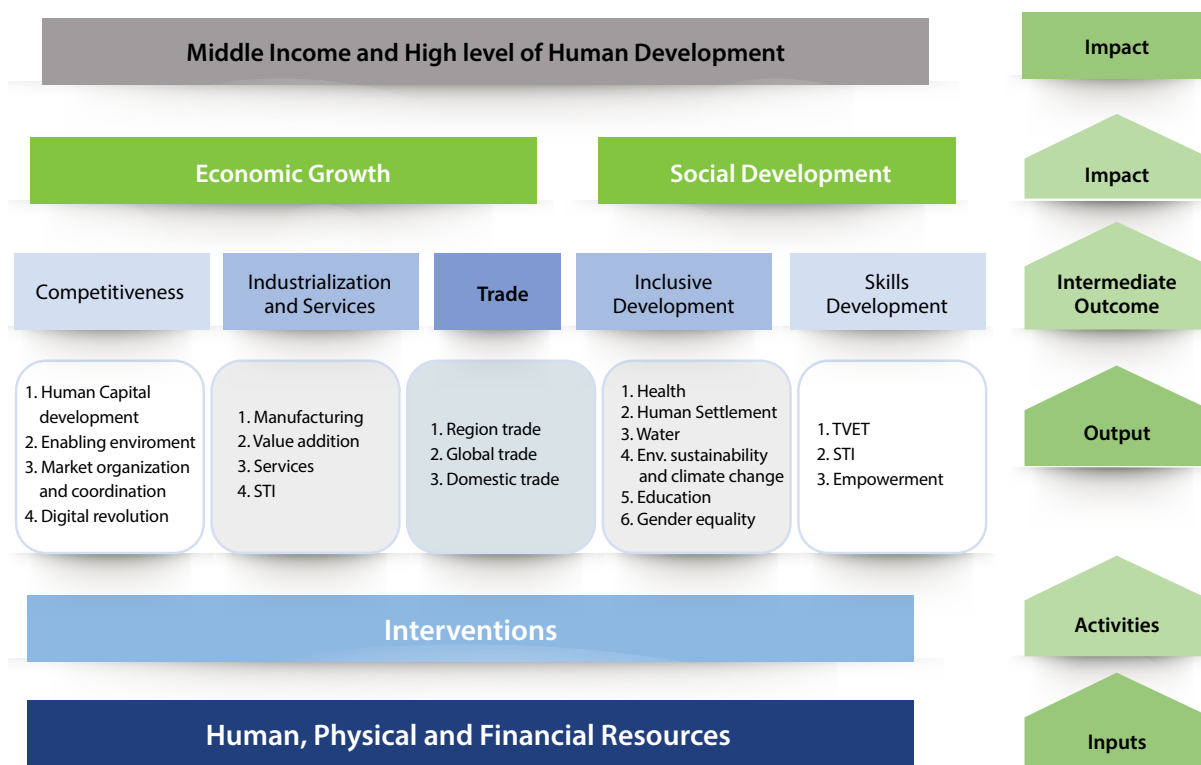 Middle Income and High level of Human Development
Impact
Economic Growth
Social Development
Impact
Competitiveness
Industrialization
and Services
Trade
Inclusive
Development
Skills
Development
Intermediate
Outcome
1. Human Capital
development
2. Enabling enviroment
3. Market organization
and coordination
4. Digital revolution
1. Manufacturing
2. Value addition
3. Services
4. STI
1. Region trade
2. Global trade
3. Domestic trade
1. Health
2. Human Settlement
3. Water
4. Env. sustainability
and climate change
5. Education
6. Gender equality
1. TVET
2. STI
3. Empowerment
Output
Interventions
Activities
Human, Physical and Financial Resources
Inputs